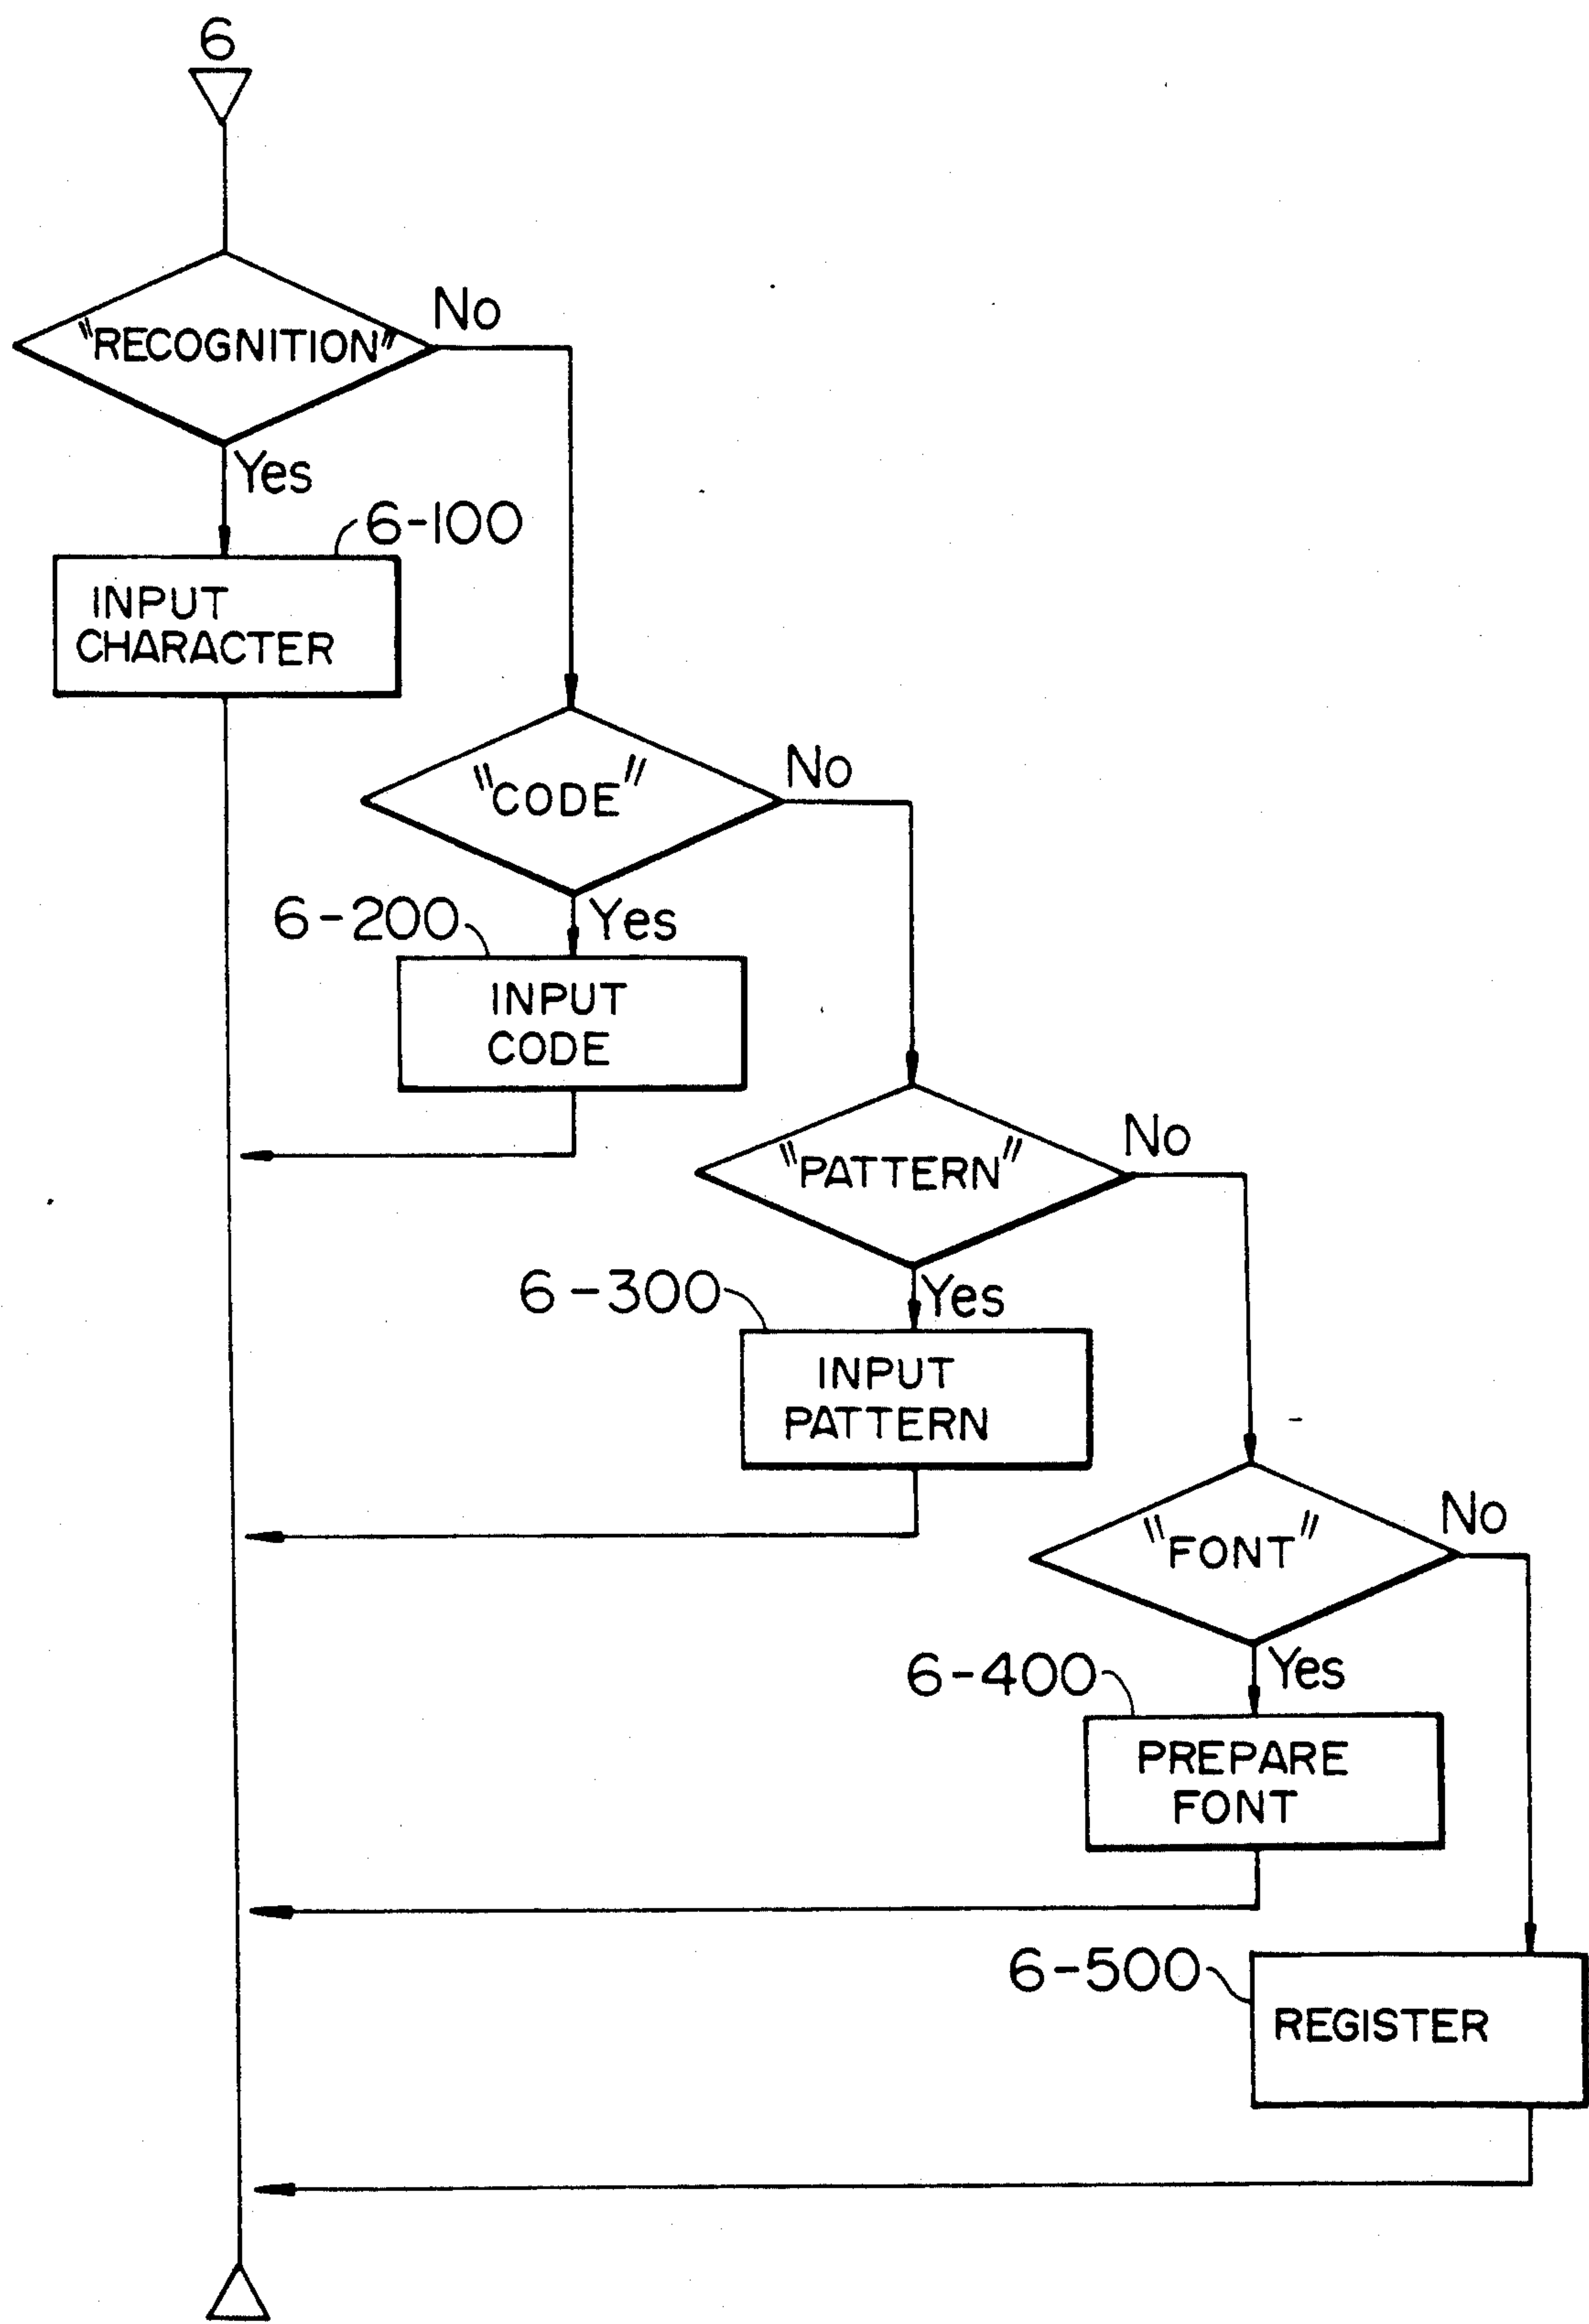 6
"RECOGNITION"
No
Yes
6-100
INPUT
CHARACTER
"CODE"
No
6-200
Yes
INPUT
CODE
"PATTERN"
No
6-300
Yes
INPUT
PATTERN
"FONT"
No
6-400
Yes
PREPARE
FONT
6-500
REGISTER